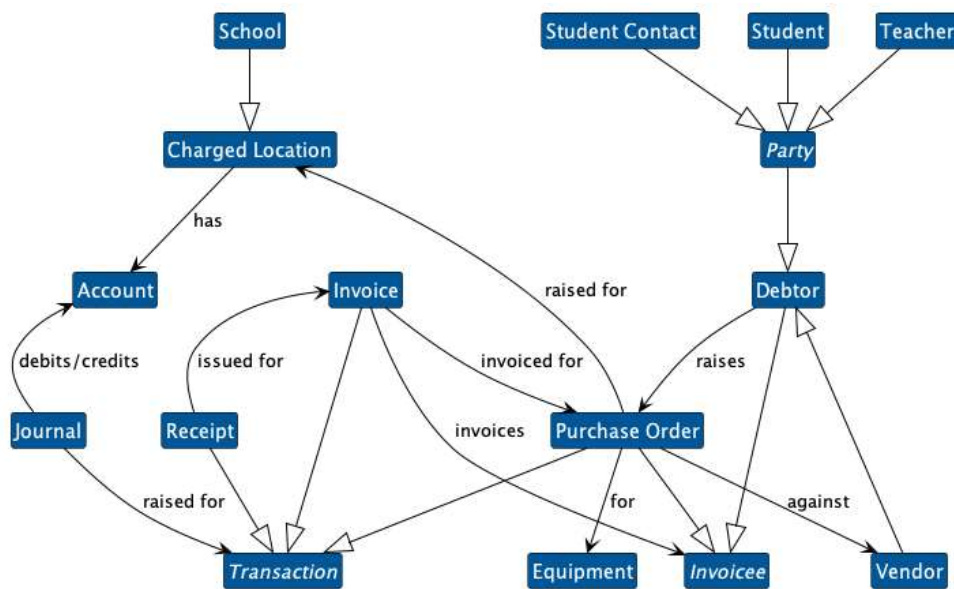 School
Student Contact
Student
Teacher
Charged Location
Party
has
Account
Invoice
raised for
Debtor
debits/credits
issued for
invoiced for
raises
Journal
Receipt
invoices
Purchase Order
raised for
for
against
Transaction
Equipment
Invoicee
Vendor